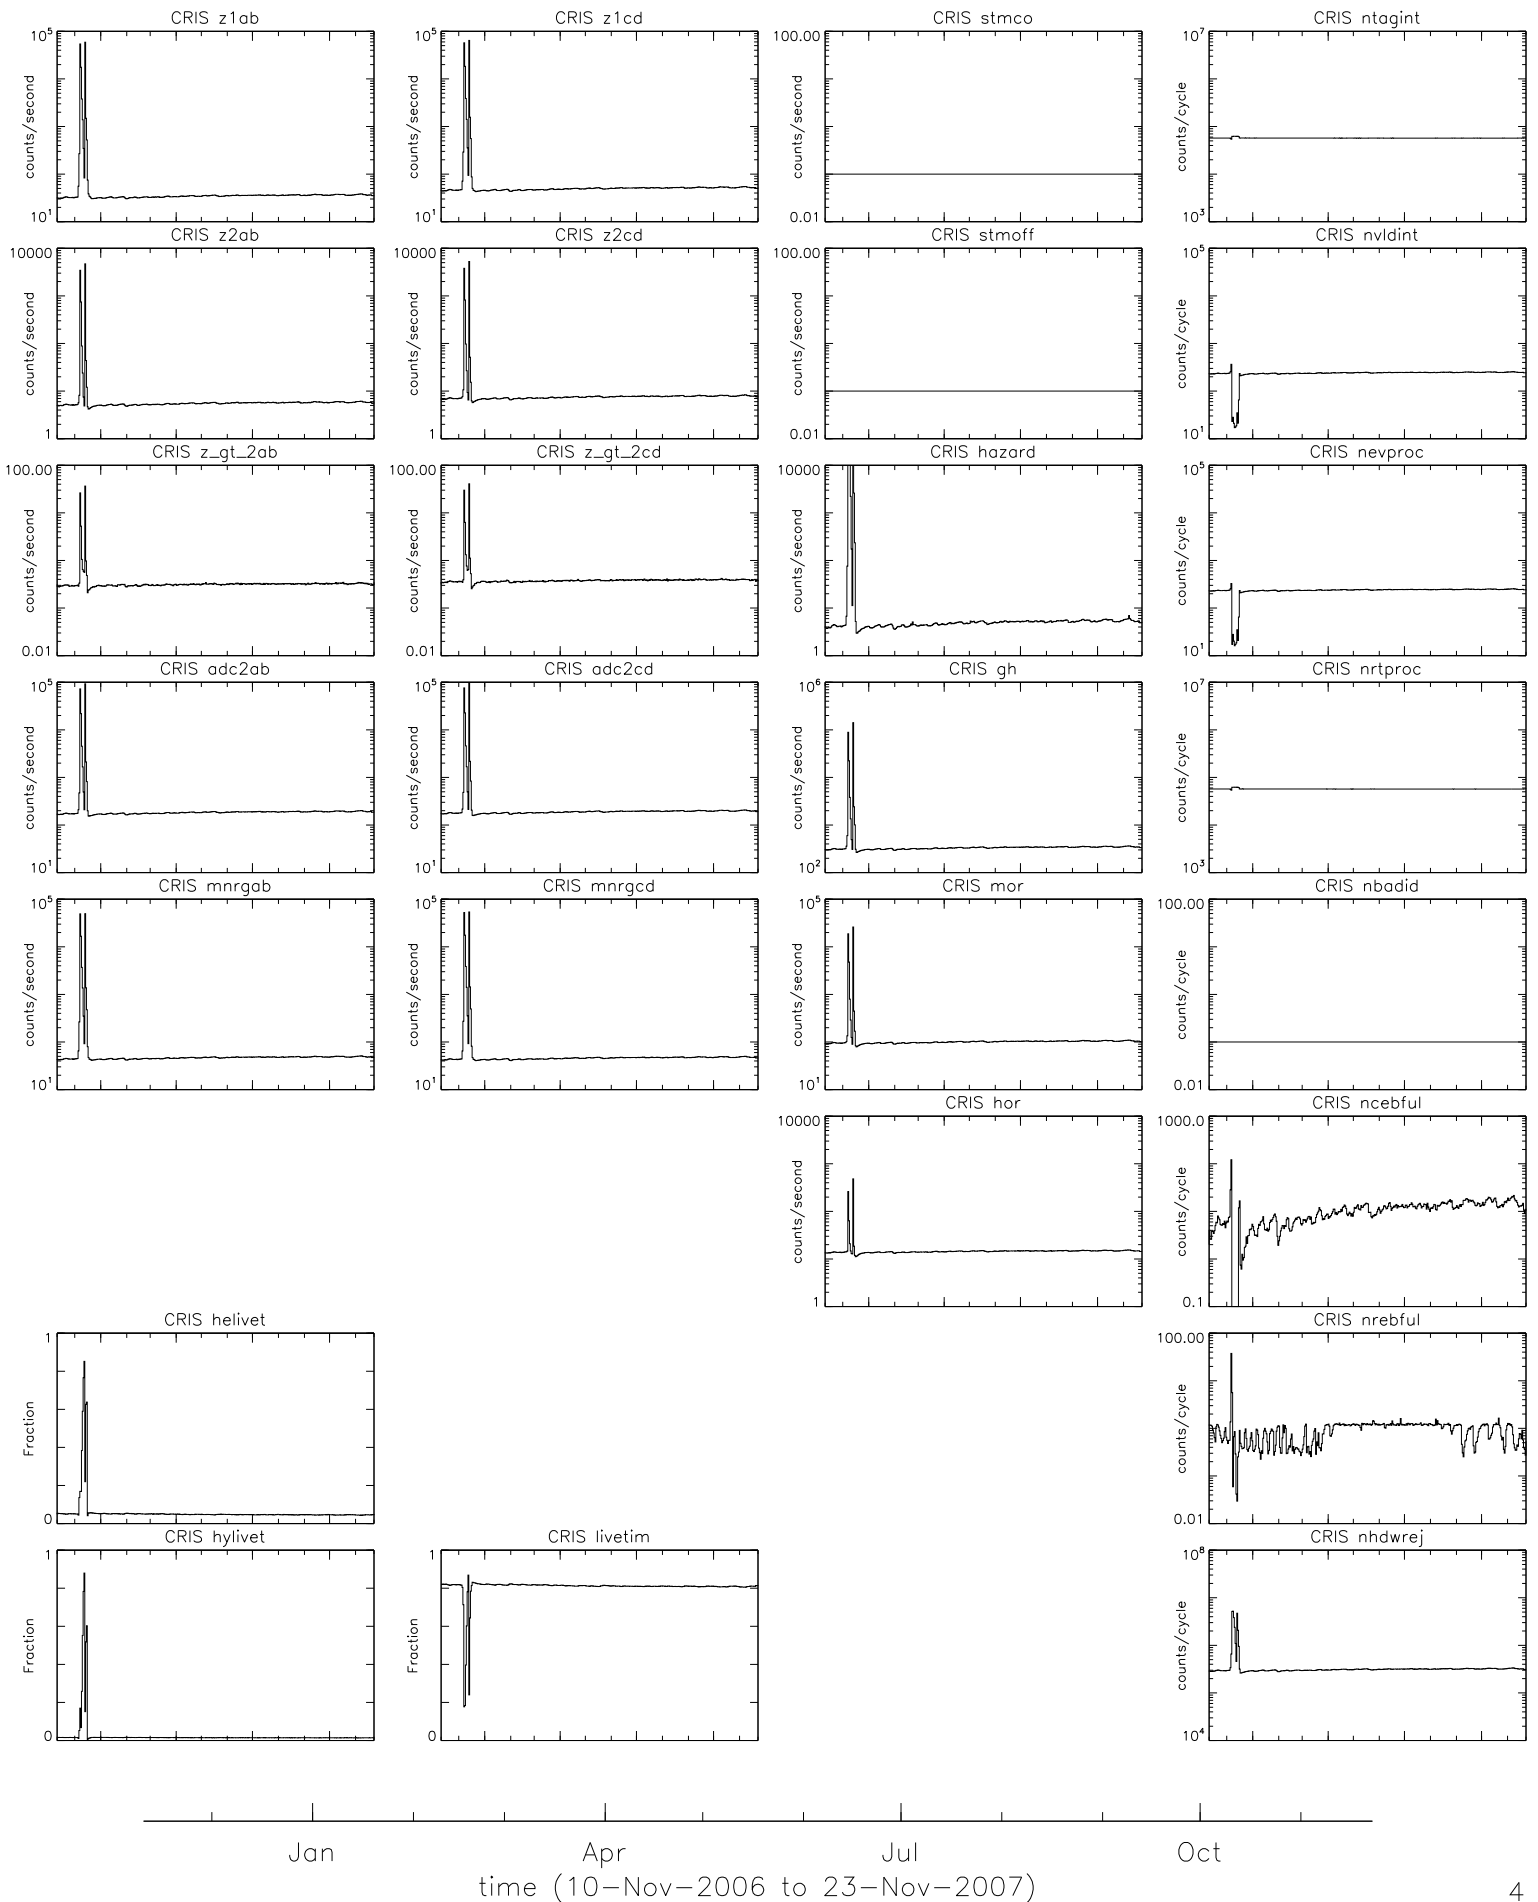 CRIS z1ab
10⁵
counts/second
10¹
CRIS z1cd
10⁵
counts/second
10¹
CRIS stmco
100.00
counts/second
0.01
CRIS ntagint
10⁷
counts/cycle
10³
CRIS z2ab
10000
counts/second
1
CRIS z2cd
10000
counts/second
1
CRIS stmoff
100.00
counts/second
0.01
CRIS nvldint
10⁵
counts/cycle
10¹
CRIS z_gt_2ab
100.00
counts/second
0.01
CRIS z_gt_2cd
100.00
counts/second
0.01
CRIS hazard
10000
counts/second
1
CRIS nevproc
10⁵
counts/cycle
10¹
CRIS adc2ab
10⁵
counts/second
10¹
CRIS adc2cd
10⁵
counts/second
10¹
CRIS gh
10⁶
counts/second
10²
CRIS nrtproc
10⁷
counts/cycle
10³
CRIS mnrgab
10⁵
counts/second
10¹
CRIS mnrgcd
10⁵
counts/second
10¹
CRIS mor
10⁵
counts/second
10¹
CRIS nbadid
100.00
counts/cycle
0.01
CRIS hor
10000
counts/second
1
CRIS ncebful
1000.0
counts/cycle
0.1
CRIS helivet
1
Fraction
0
CRIS nrebful
100.00
counts/cycle
0.01
CRIS hylivet
1
Fraction
0
CRIS livetim
1
Fraction
0
CRIS nhdwrej
10⁸
counts/cycle
10⁴
Jan Apr Jul Oct
time (10-Nov-2006 to 23-Nov-2007)
4